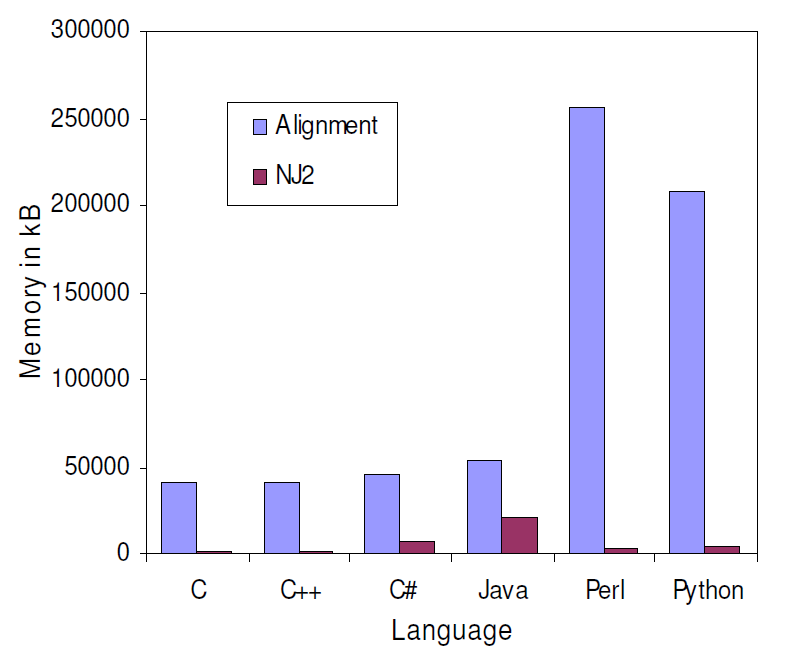 300000
250000
200000
150000
100000
50000
0
Memory in kB
Alignment
NJ2
C C++ C# Java Perl Python
Language